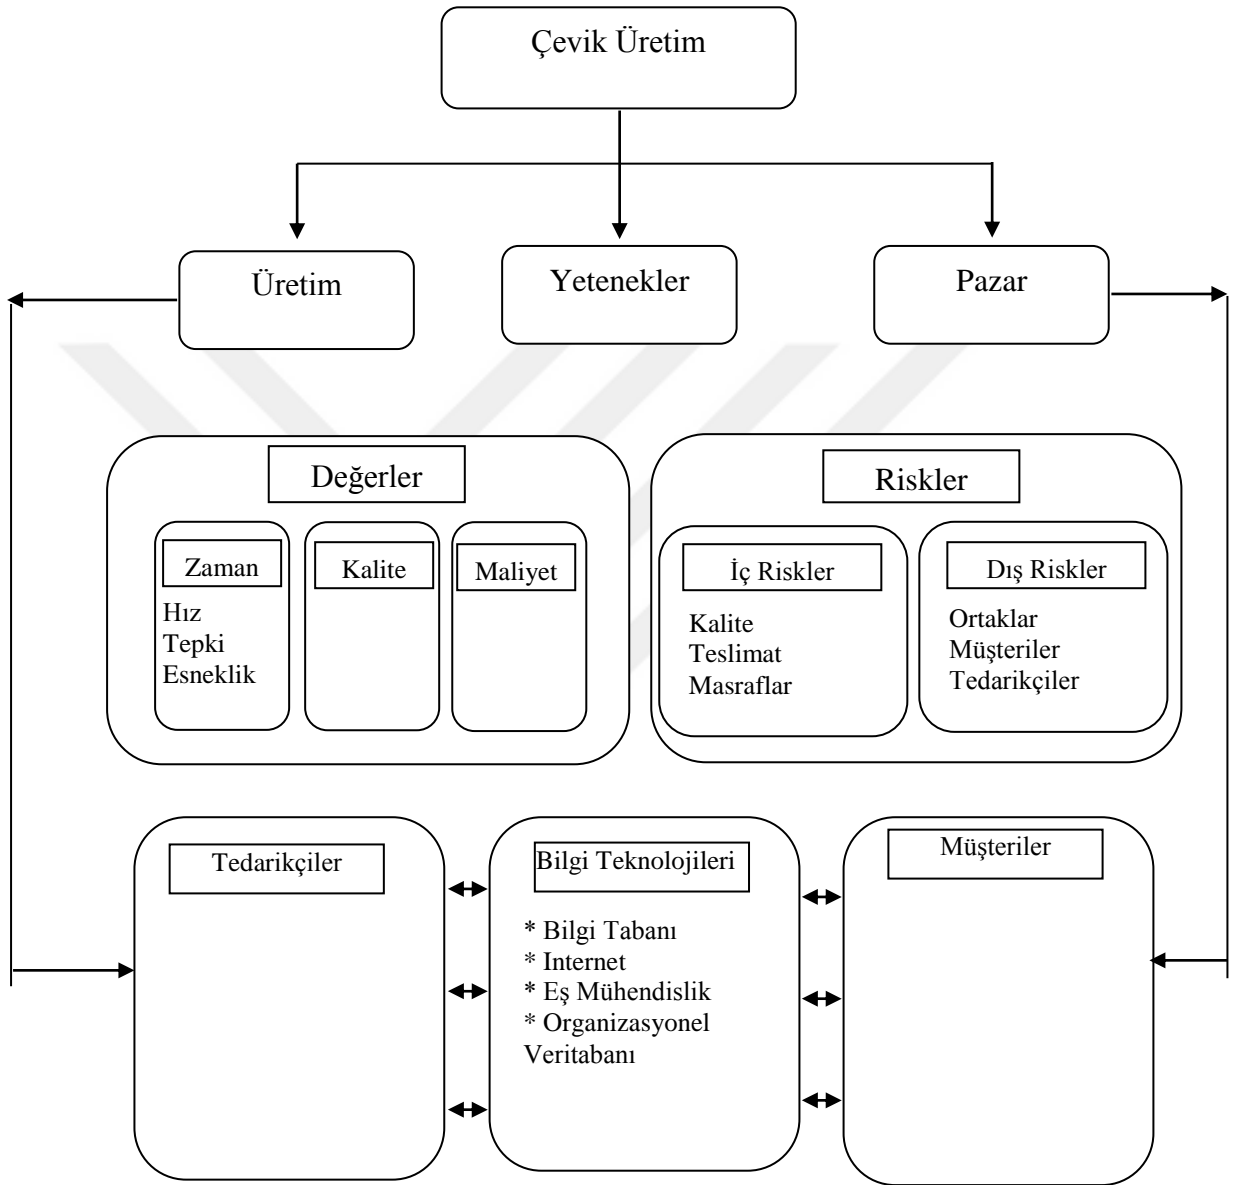 Çevik Üretim
Üretim
Yetenekler
Pazar
Değerler
Zaman
Hız
Tepki
Esneklik
Kalite
Maliyet
Riskler
İç Riskler
Kalite
Teslimat
Masraflar
Dış Riskler
Ortaklar
Müşteriler
Tedarikçiler
Tedarikçiler
Bilgi Teknolojileri
* Bilgi Tabanı
* Internet
* Eş Mühendislik
* Organizasyonel
Veritabanı
Müşteriler